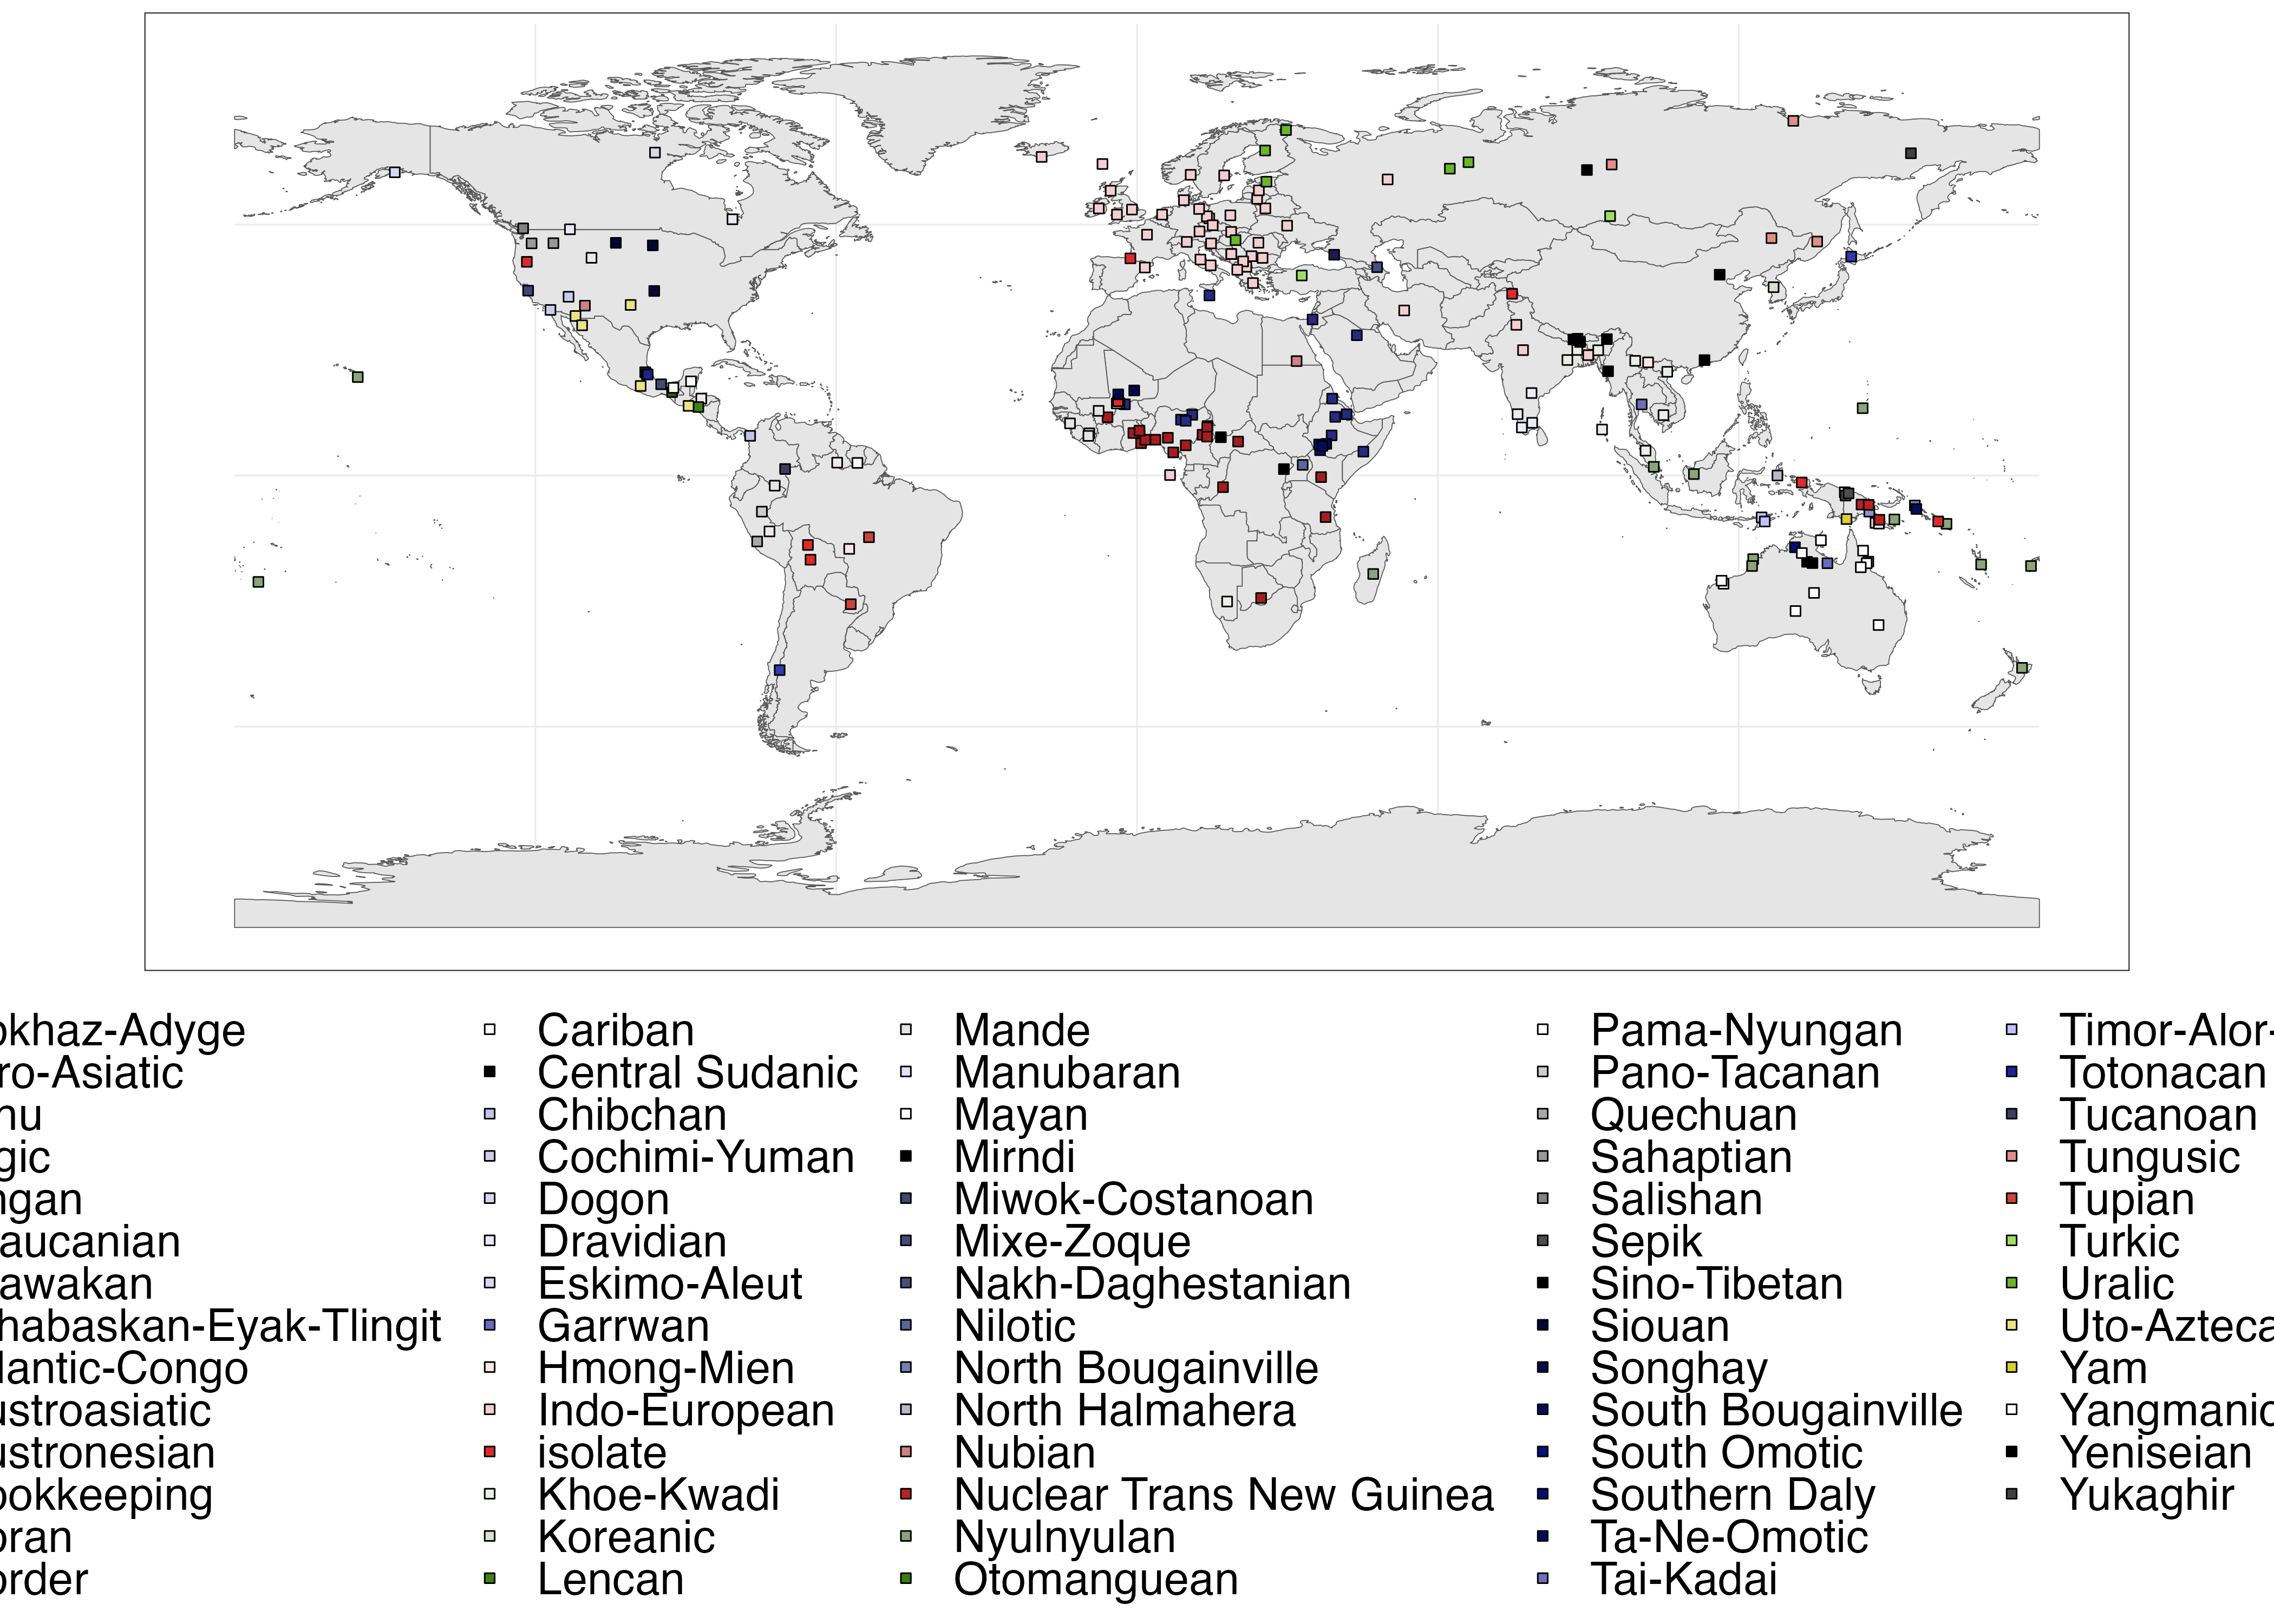 okhaz-Adyge
ro-Asiatic
nu
gic
ngan
aucanian
awakan
habaskan-Eyak-Tlingit
lantic-Congo
ustroasiatic
ustronesian
ookkeeping
oran
order
Cariban
Central Sudanic
Chibchan
Cochimi-Yuman
Dogon
Dravidian
Eskimo-Aleut
Garrwan
Hmong-Mien
Indo-European
isolate
Khoe-Kwadi
Koreanic
Lencan
Mande
Manubaran
Mayan
Mirndi
Miwok-Costanoan
Mixe-Zoque
Nakh-Daghestanian
Nilotic
North Bougainville
North Halmahera
Nubian
Nuclear Trans New Guinea
Nyulnyulan
Otomanguean
Pama-Nyungan
Pano-Tacanan
Quechuan
Sahaptian
Salishan
Sepik
Sino-Tibetan
Siouan
Songhay
South Bougainville
South Omotic
Southern Daly
Ta-Ne-Omotic
Tai-Kadai
Timor-Alor-
Totonacan
Tucanoan
Tungusic
Tupian
Turkic
Uralic
Uto-Azteca
Yam
Yangmanic
Yeniseian
Yukaghir